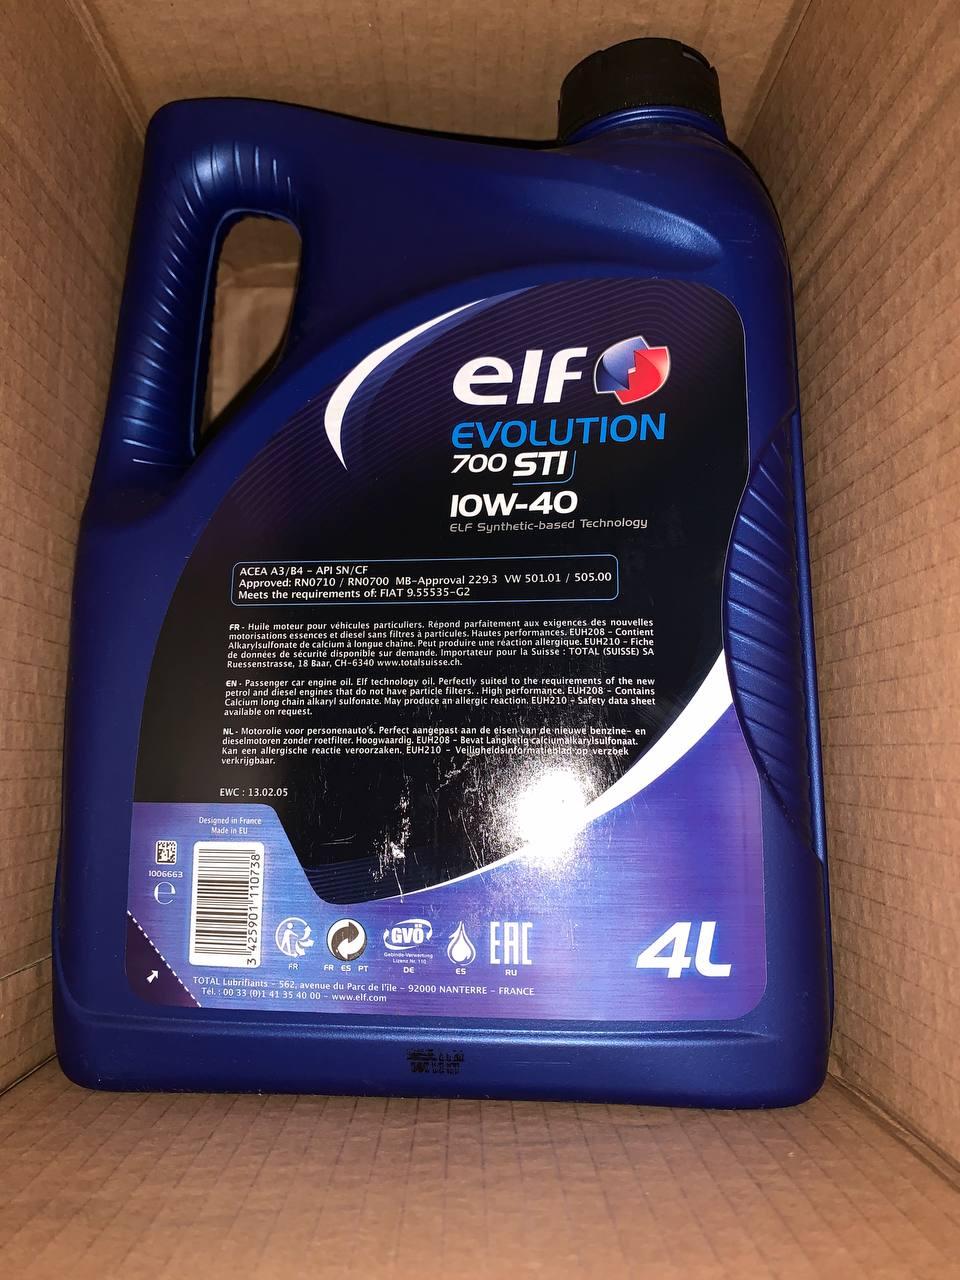 elf
EVOLUTION
700 STI
10W-40
ELF Synthetic-based Technology
ACEA A3/B4 - API SN/CF
Approved: RN0710 / RN0700 MB-Approval 229.3 VW 501.01 / 505.00
Meets the requirements of: FIAT 9.55535-G2
FR - Huile moteur pour véhicules particuliers. Répond parfaitement aux exigences des nouvelles
motorisations essences et diesel sans filtres à particules. Hautes performances. EUH208 - Contient
Alkarylsulfonate de calcium à longue chaine. Peut produire une réaction allergique. EUH210 - Fiche
de données de sécurité disponible sur demande. Importateur pour la Suisse : TOTAL (SUISSE) SA
Ruessenstrasse, 18 Baar, CH-6340 www.totalsuisse.ch.
EN - Passenger car engine oil. Elf technology oil. Perfectly suited to the requirements of the new
petrol and diesel engines that do not have particle filters. . High performance. EUH208 - Contains
Calcium long chain alkaryl sulfonate. May produce an allergic reaction. EUH210 - Safety data sheet
available on request.
NL - Motorolie voor personenauto's. Perfect aangepast aan de eisen van de nieuwe benzine- en
dieselmotoren zonder roetfilter. Hoogwaardig. EUH208 - Bevat Langketig calciumalkarylsulfonaat.
Kan een allergische reactie veroorzaken. EUH210 - Veiligheidsinformatieblad op verzoek
verkrijgbaar.
EWC : 13.02.05
Designed in France
Made in EU
1006663
e
3 425901 110738
FR
FR ES PT
GVÖ
Gebinde-Verwertung
Lizenz Nr. 110
DE
ES
EAC
RU
4L
TOTAL Lubrifiants - 562, avenue du Parc de l'île - 92000 NANTERRE - FRANCE
Tél. : 00 33 (0)1 41 35 40 00 - www.elf.com